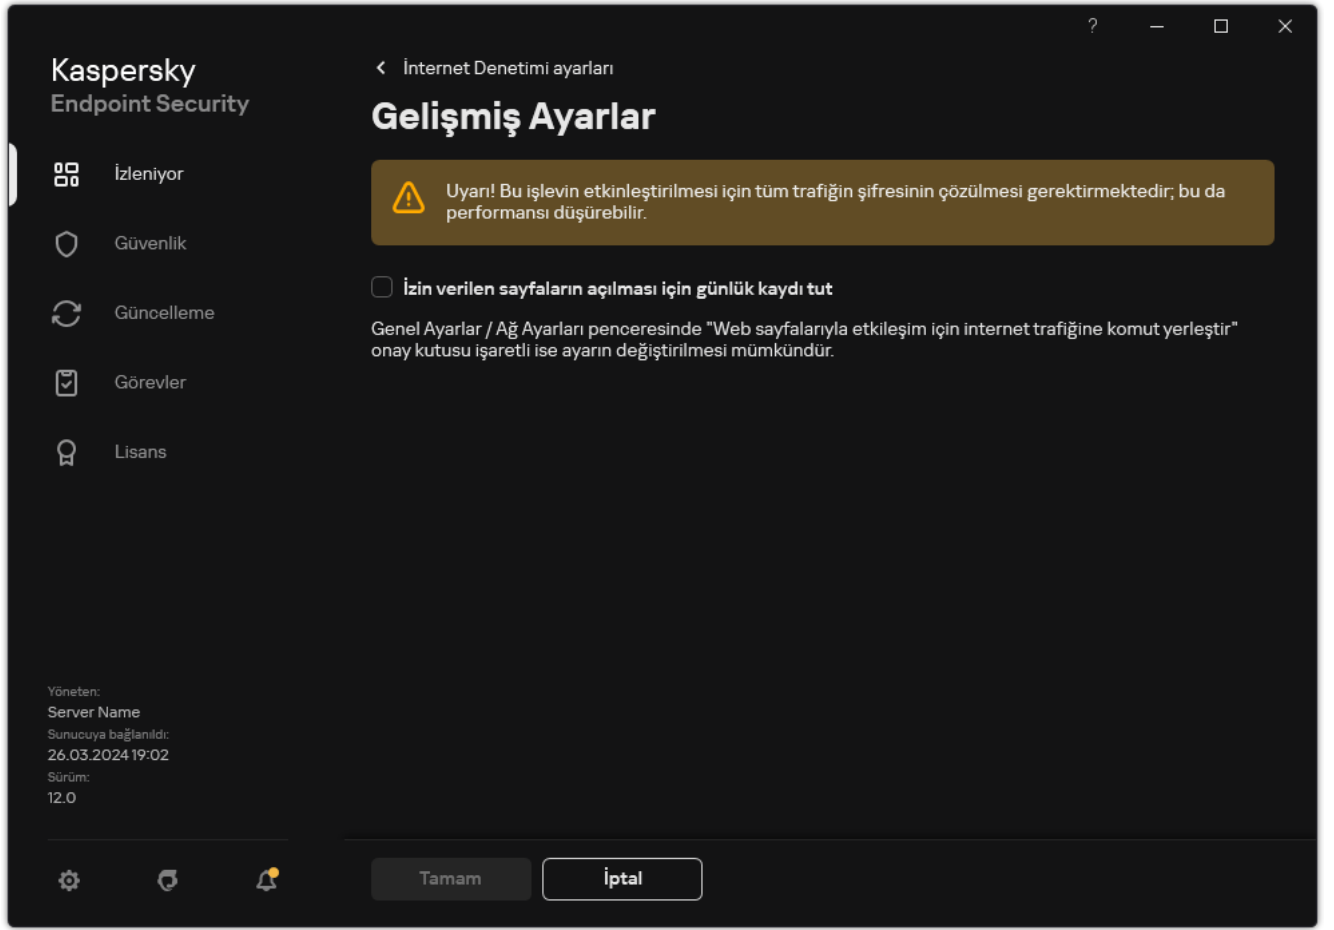 ?
Kaspersky
Endpoint Security
İzleniyor
Güvenlik
Güncelleme
Görevler
Lisans
Yöneten:
Server Name
Sunucuya bağlanıldı:
26.03.2024 19:02
Sürüm:
12.0
İnternet Denetimi ayarları
Gelişmiş Ayarlar
Uyarı! Bu işlevin etkinleştirilmesi için tüm trafiğin şifresinin çözülmesi gerektirmektedir; bu da
performansı düşürebilir.
İzin verilen sayfaların açılması için günlük kaydı tut
Genel Ayarlar / Ağ Ayarları penceresinde "Web sayfalarıyla etkileşim için internet trafiğine komut yerleştir"
onay kutusu işaretli ise ayarın değiştirilmesi mümkündür.
Tamam
İptal